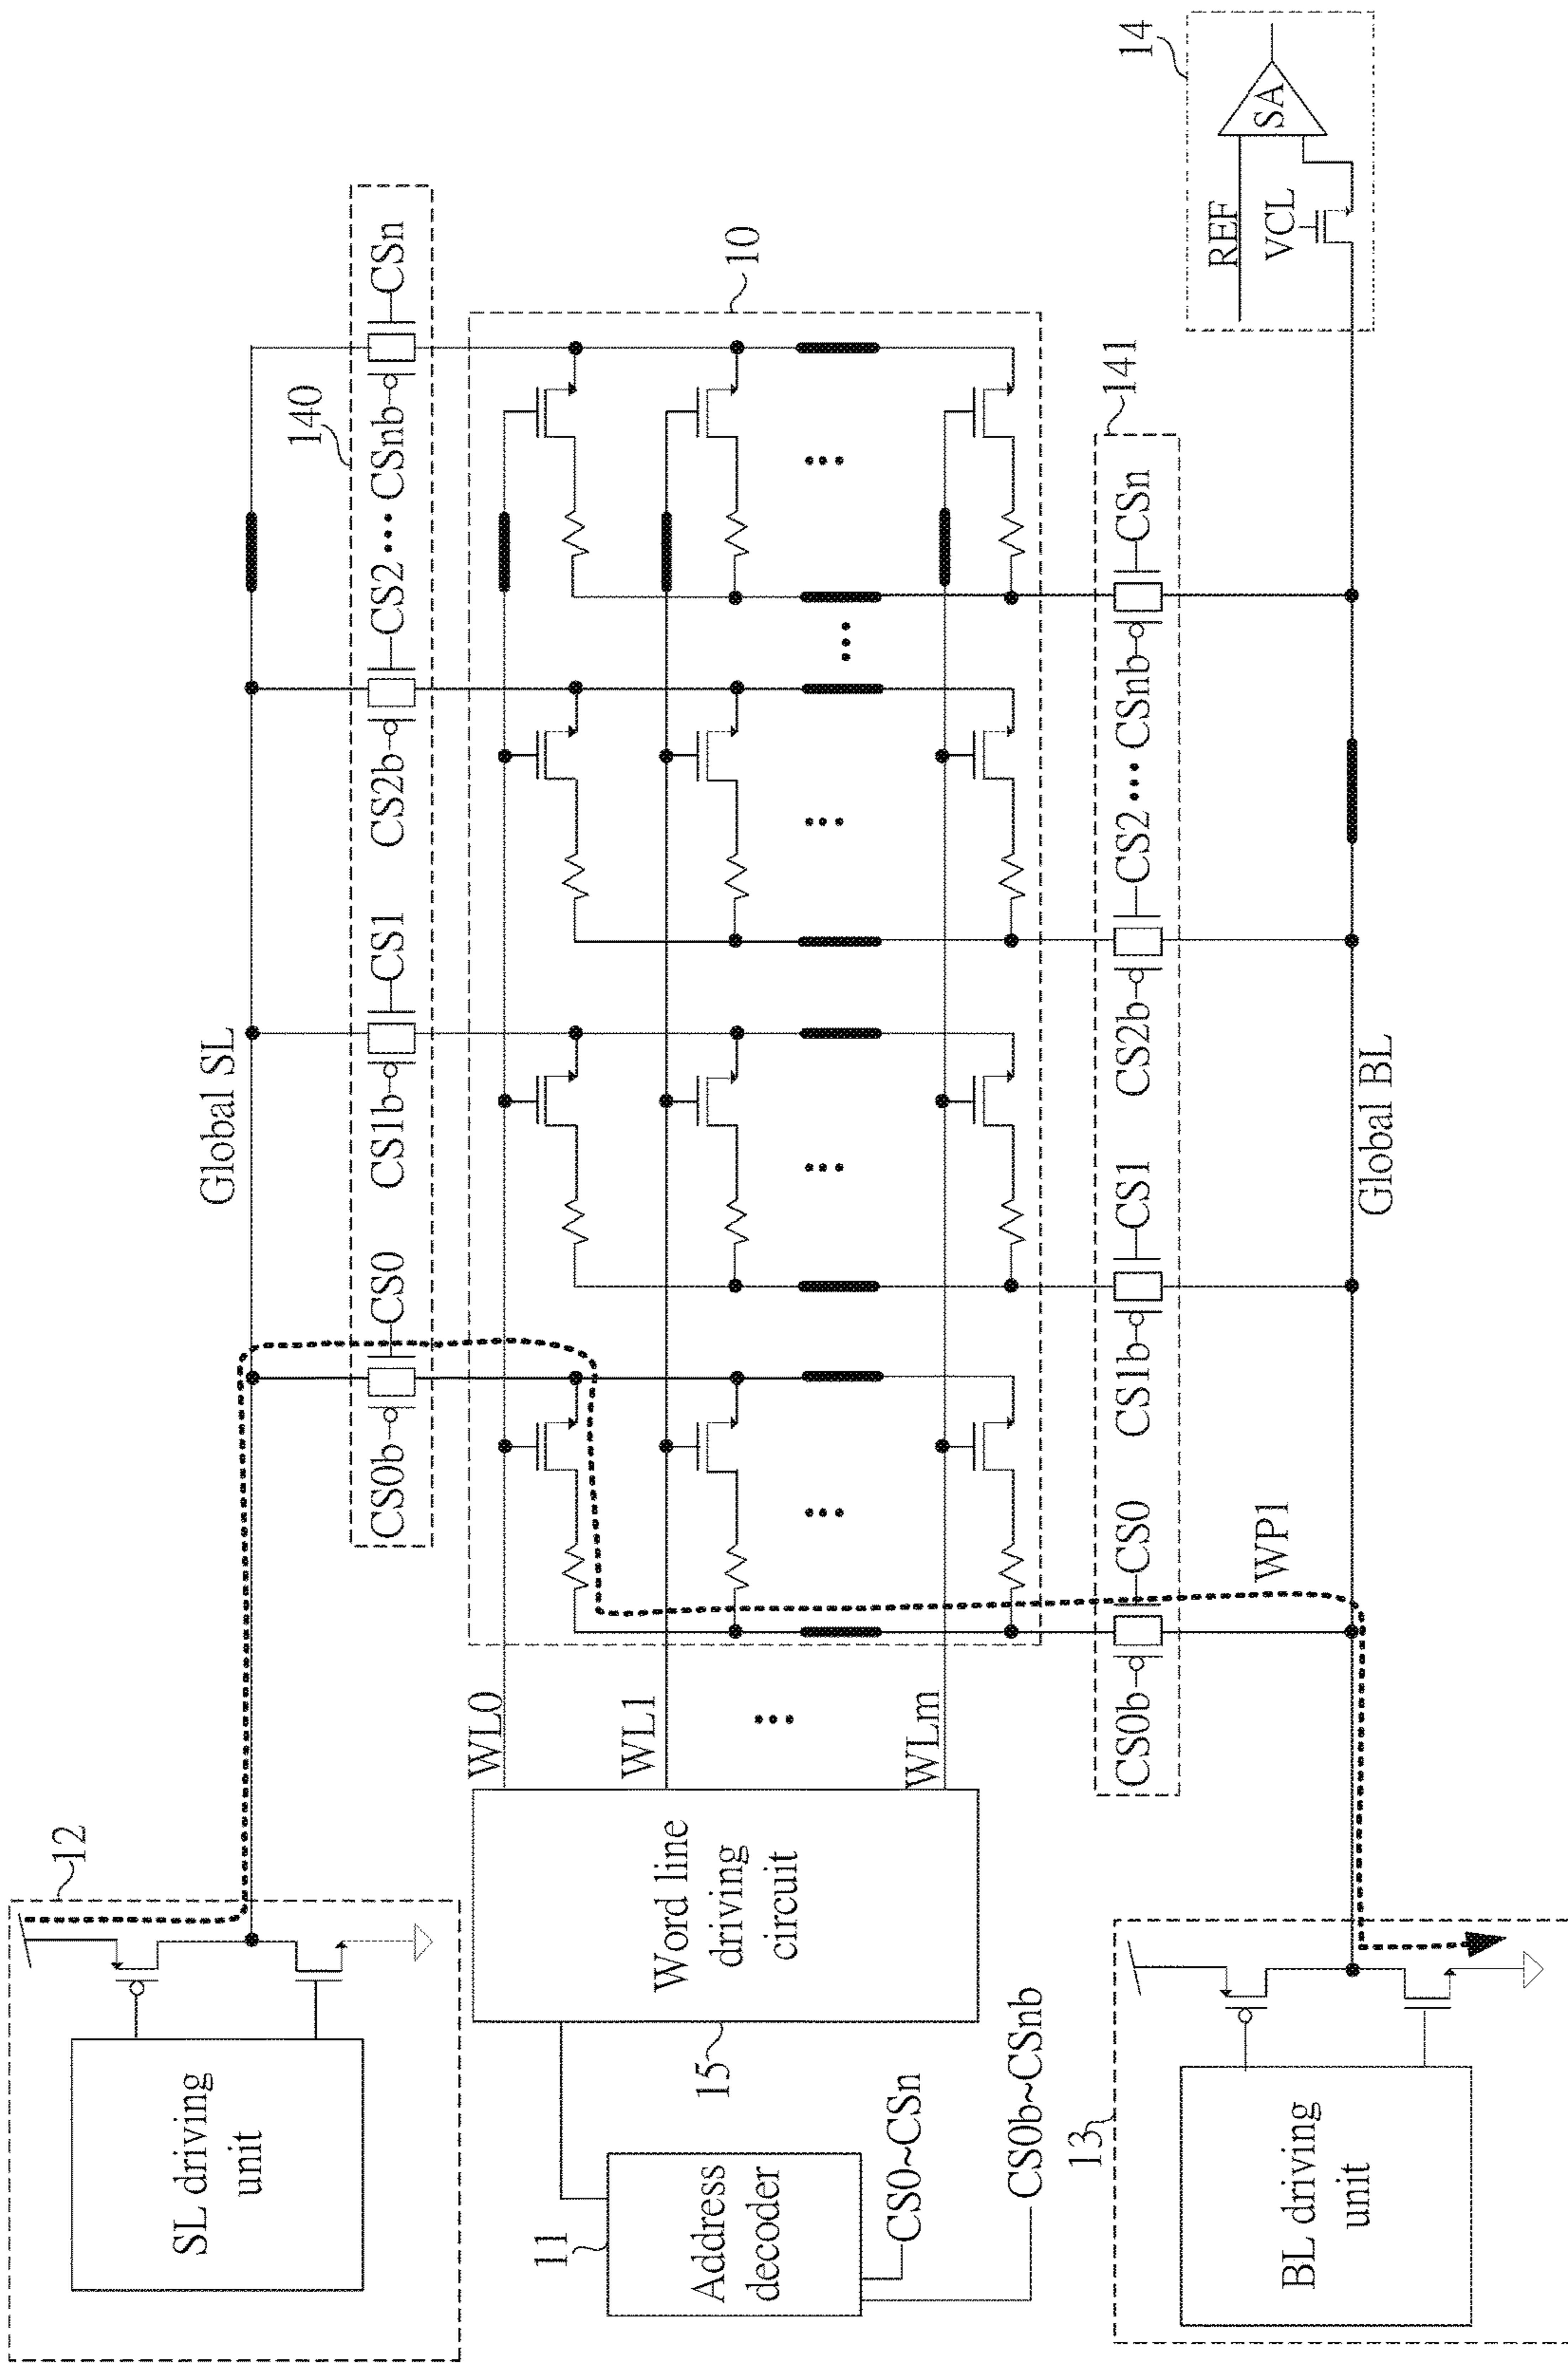 12
SL driving
unit
Global SL
140
CS0b
CS0
CS1b
CS1
CS2b
CS2
CSnb
CSn
10
WL0
WL1
WLm
Word line
driving
circuit
15
11
Address
decoder
CS0~CSn
CS0b~CSnb
141
CS0b
CS0
CS1b
CS1
CS2b
CS2
CSnb
CSn
WP1
Global BL
13
BL driving
unit
14
REF
VCL
SA